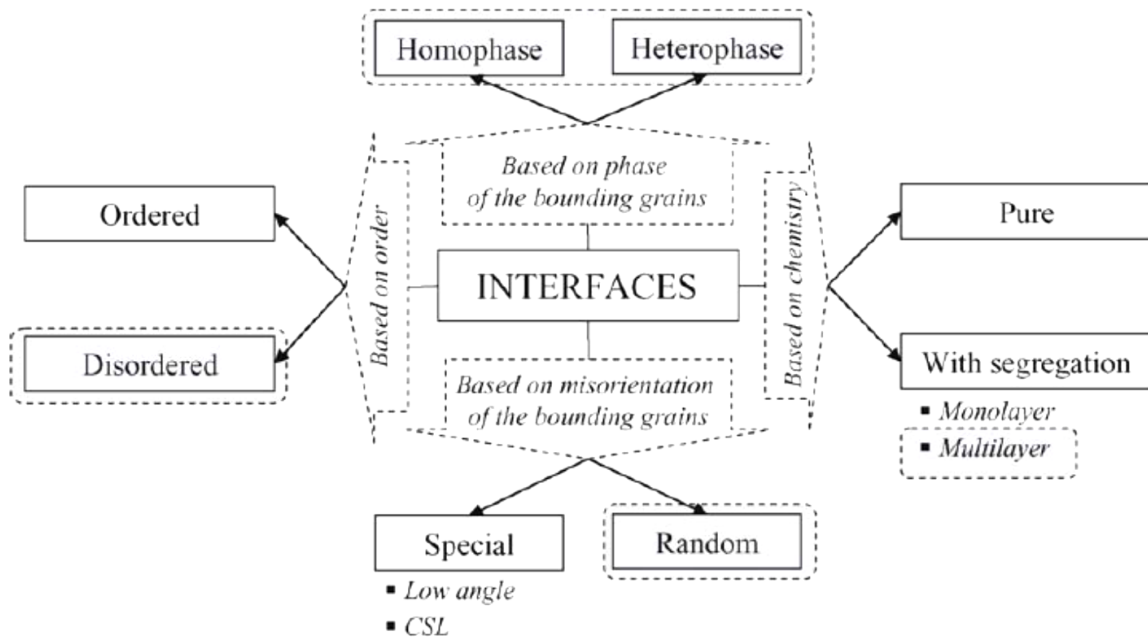 Homophase
Heterophase
Based on phase
of the bounding grains
Ordered
Based on order
INTERFACES
Based on chemistry
Pure
Disordered
Based on misorientation
of the bounding grains
With segregation
▪ Monolayer
▪ Multilayer
Special
Random
▪ Low angle
▪ CSL